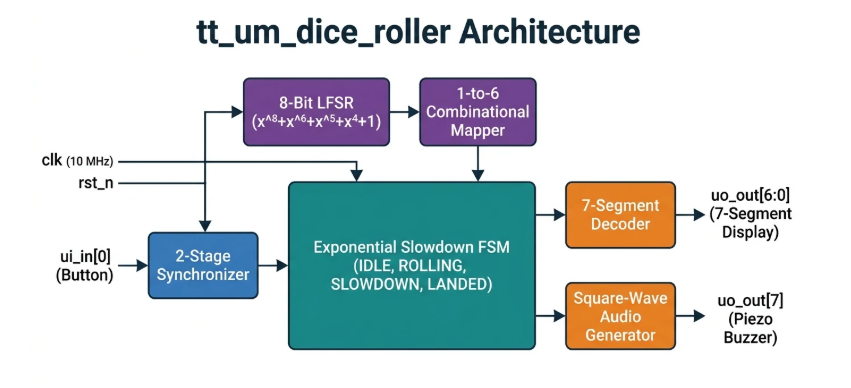 tt_um_dice_roller Architecture
8-Bit LFSR
(x^8+x^6+x^5+x^4+1)
1-to-6
Combinational
Mapper
clk (10 MHz)
rst_n
ui_in[0]
(Button)
2-Stage
Synchronizer
Exponential Slowdown FSM
(IDLE, ROLLING,
SLOWDOWN, LANDED)
7-Segment
Decoder
uo_out[6:0]
(7-Segment
Display)
Square-Wave
Audio
Generator
uo_out[7]
(Piezo
Buzzer)